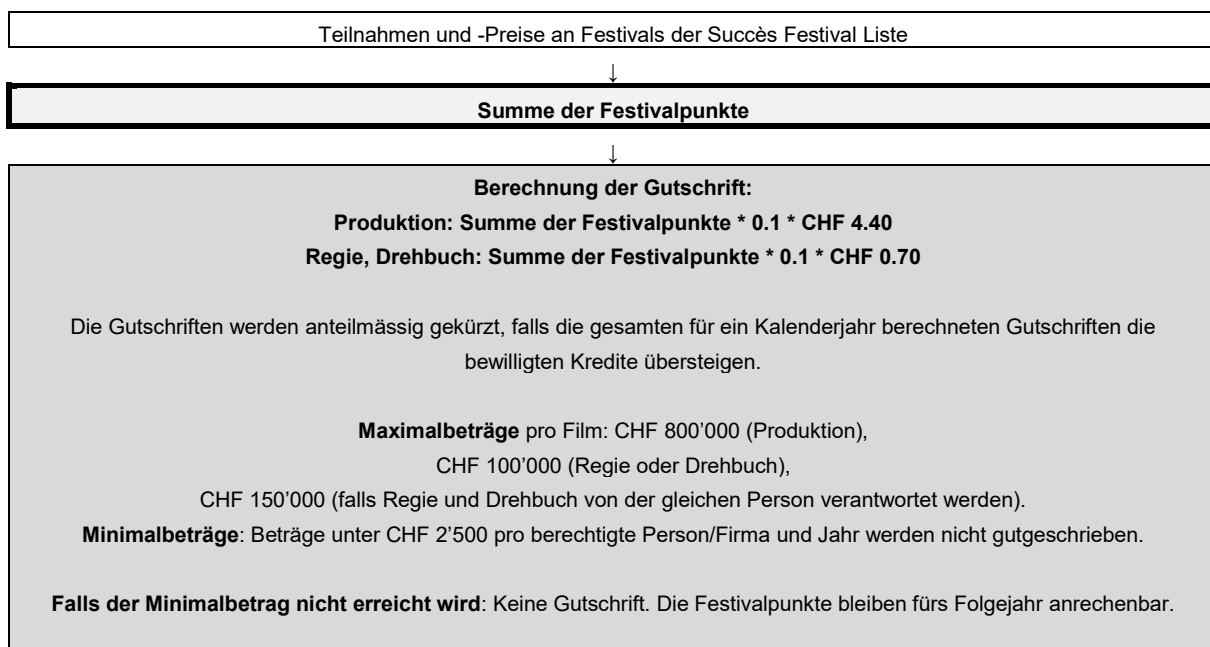 Teilnahmen und -Preise an Festivals der Succès Festival Liste
↓
Summe der Festivalpunkte
↓
Berechnung der Gutschrift:
Produktion: Summe der Festivalpunkte * 0.1 * CHF 4.40
Regie, Drehbuch: Summe der Festivalpunkte * 0.1 * CHF 0.70
Die Gutschriften werden anteilmässig gekürzt, falls die gesamten für ein Kalenderjahr berechneten Gutschriften die
bewilligten Kredite übersteigen.
Maximalbeträge pro Film: CHF 800’000 (Produktion),
CHF 100’000 (Regie oder Drehbuch),
CHF 150’000 (falls Regie und Drehbuch von der gleichen Person verantwortet werden).
Minimalbeträge: Beträge unter CHF 2’500 pro berechtigte Person/Firma und Jahr werden nicht gutgeschrieben.
Falls der Minimalbetrag nicht erreicht wird: Keine Gutschrift. Die Festivalpunkte bleiben fürs Folgejahr anrechenbar.